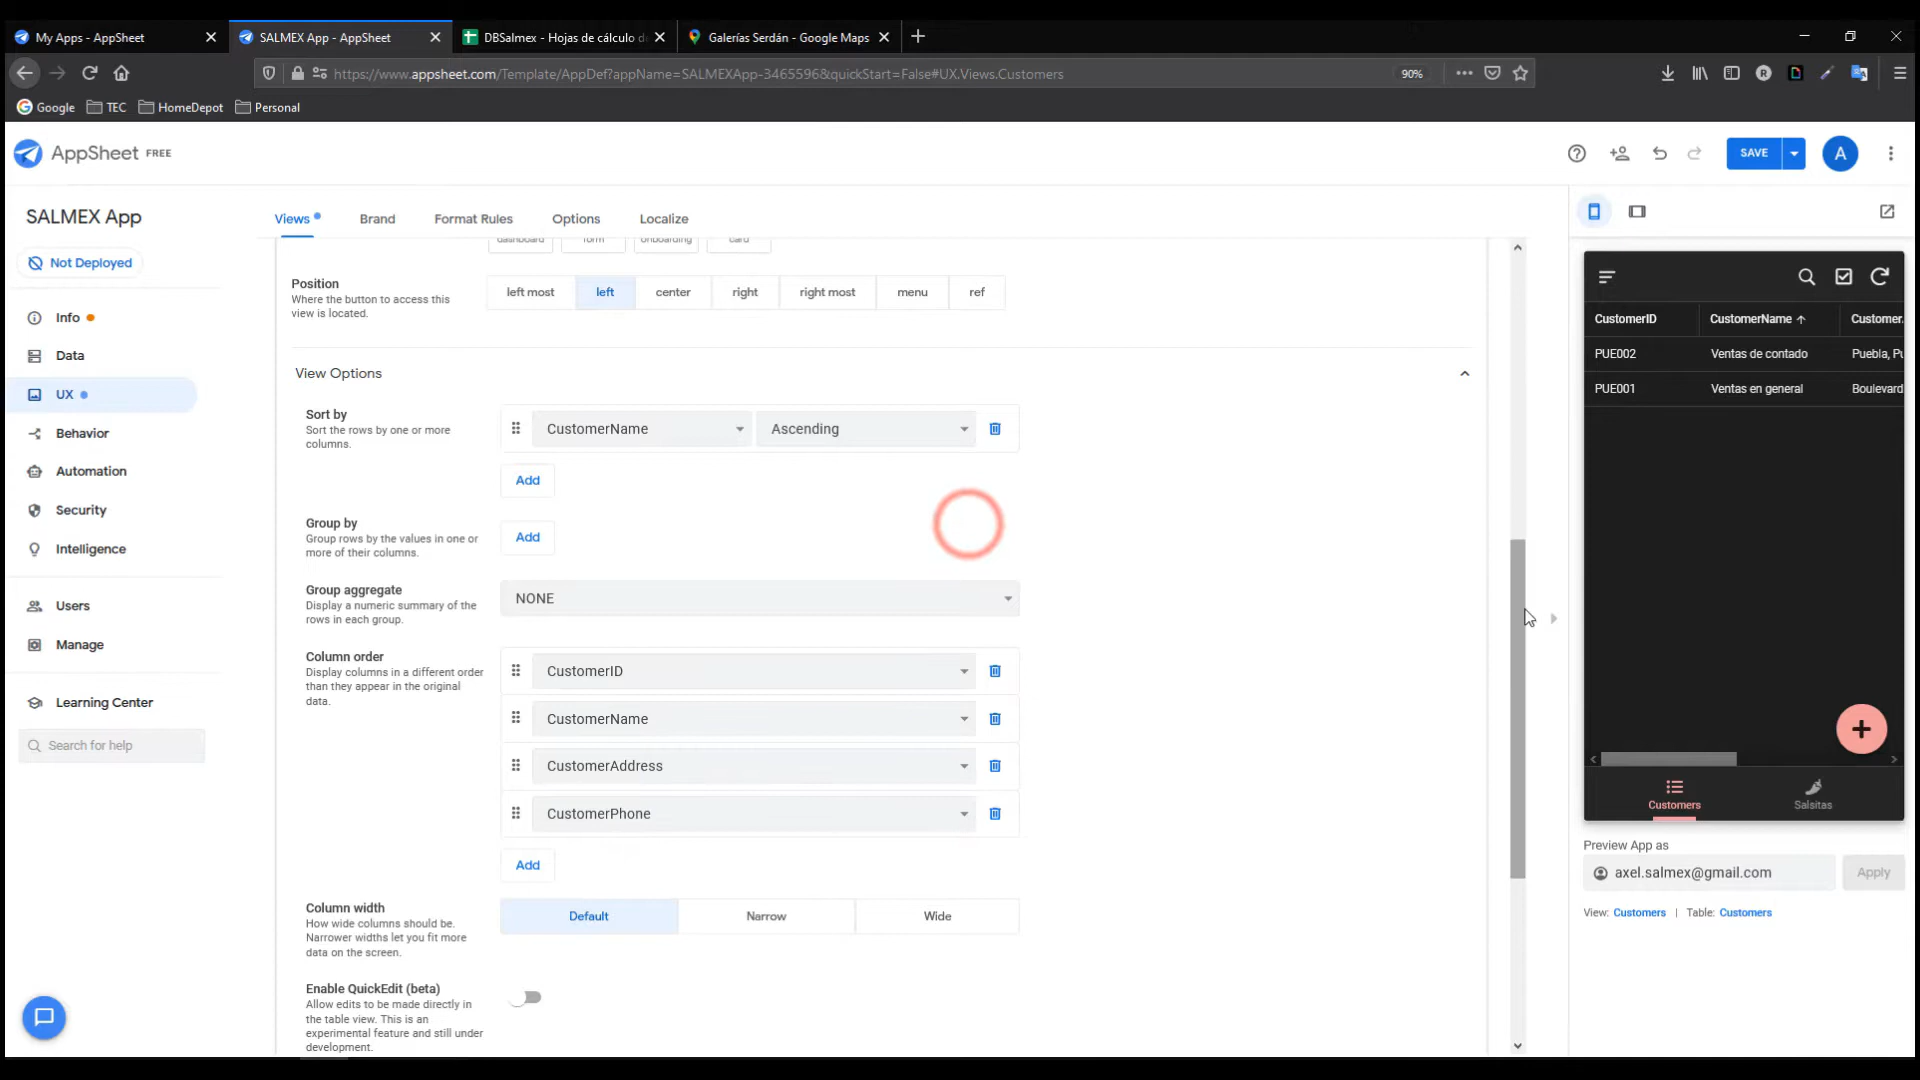 My Apps - AppSheet
SALMEX App - AppSheet
DBSalmex - Hojas de cálculo de
Galerías Serdán - Google Maps
https://www.appsheet.com/Template/AppDef?appName=SALMEXApp-3465596&quickStart=False#UX.Views.Customers
90%
Google
TEC
HomeDepot
Personal
AppSheet FREE
SAVE
A
SALMEX App
Not Deployed
Info
Data
UX
Behavior
Automation
Security
Intelligence
Users
Manage
Learning Center
Search for help
Views
Brand
Format Rules
Options
Localize
dashboard
form
onboarding
card
Position
Where the button to access this
view is located.
left most
left
center
right
right most
menu
ref
View Options
Sort by
Sort the rows by one or more
columns.
CustomerName
Ascending
Add
Group by
Group rows by the values in one or
more of their columns.
Add
Group aggregate
Display a numeric summary of the
rows in each group.
NONE
Column order
Display columns in a different order
than they appear in the original
data.
CustomerID
CustomerName
CustomerAddress
CustomerPhone
Add
Column width
How wide columns should be.
Narrower widths let you fit more
data on the screen.
Default
Narrow
Wide
Enable QuickEdit (beta)
Allow edits to be made directly in
the table view. This is an
experimental feature and still under
development.
CustomerID
CustomerName
Customer
PUE002
Ventas de contado
Puebla, Pu
PUE001
Ventas en general
Boulevard
Customers
Salsitas
Preview App as
axel.salmex@gmail.com
Apply
View: Customers | Table: Customers